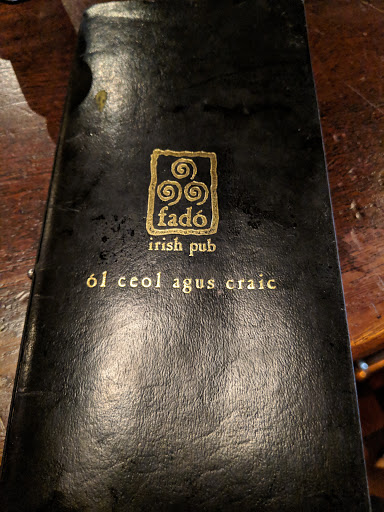 fadó
irish pub
ól ceol agus craic